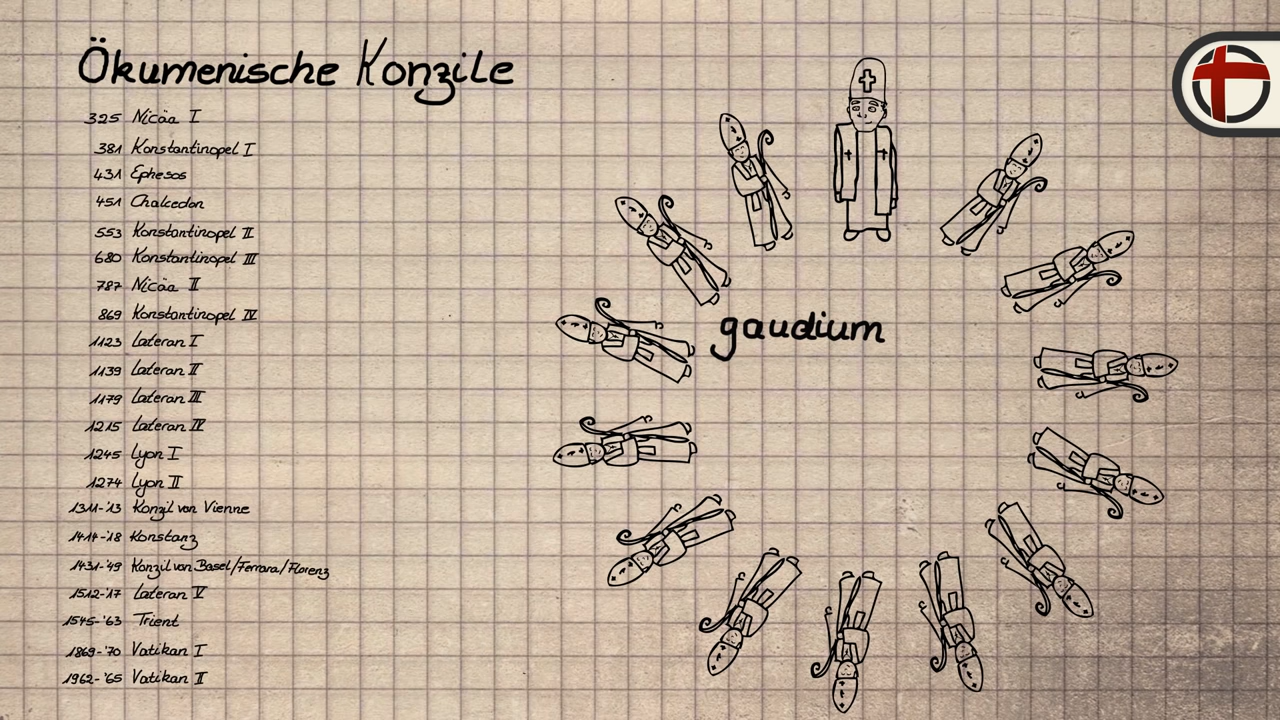 Ökumenische Konzile
325 Nicäa I
381 Konstantinopel I
431 Ephesos
451 Chalcedon
553 Konstantinopel II
680 Konstantinopel III
787 Nicäa II
869 Konstantinopel IV
1123 Lateran I
1139 Lateran II
1179 Lateran III
1215 Lateran IV
1245 Lyon I
1274 Lyon II
1311-'13 Konzil von Vienne
1414-'18 Konstanz
1431-'49 Konzil von Basel/Ferrara/Florenz
1512-'17 Lateran V
1545-'63 Trient
1869-'70 Vatikan I
1962-'65 Vatikan II
gaudium